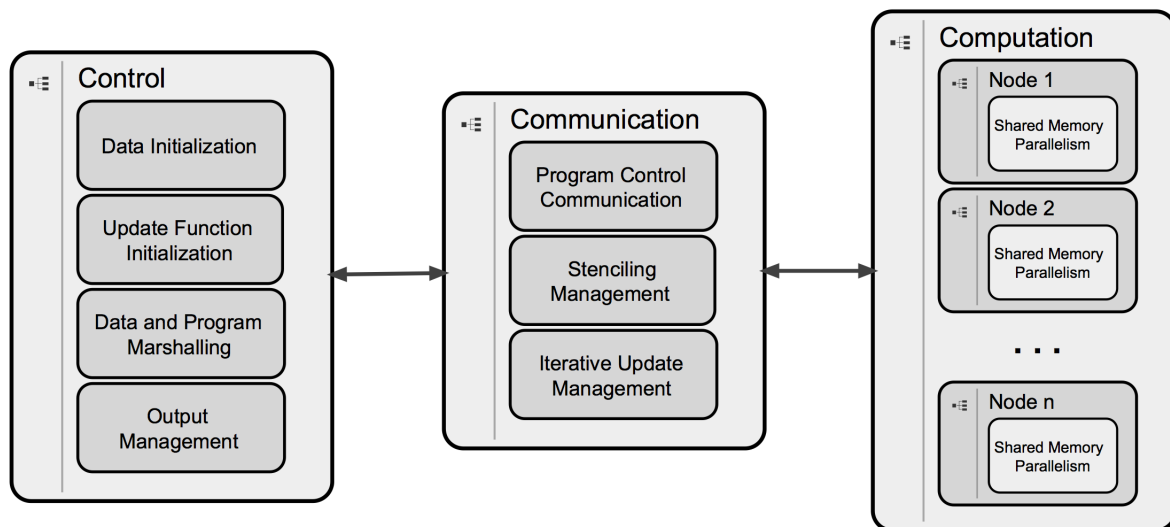 Control
Data Initialization
Update Function
Initialization
Data and Program
Marshalling
Output
Management
Communication
Program Control
Communication
Stenciling
Management
Iterative Update
Management
Computation
Node 1
Shared Memory
Parallelism
Node 2
Shared Memory
Parallelism
. . .
Node n
Shared Memory
Parallelism